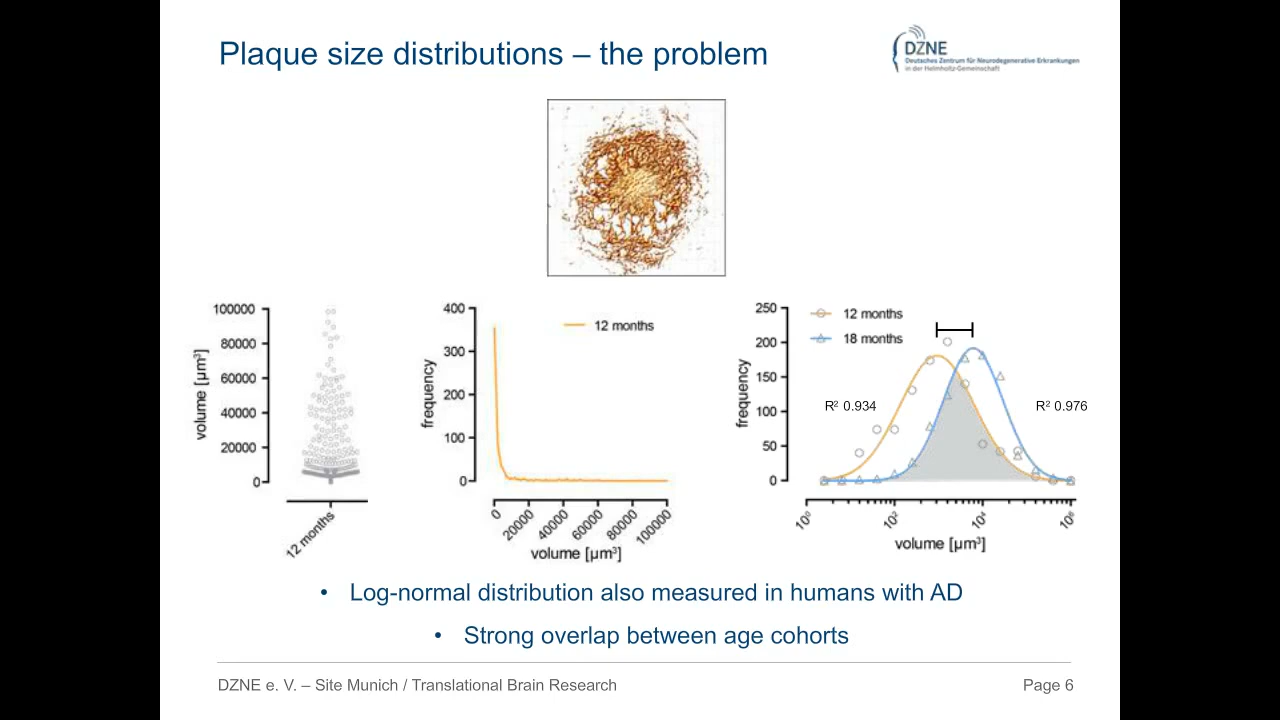 Plaque size distributions – the problem
DZNE
Deutsches Zentrum für Neurodegenerative Erkrankungen
in der Helmholtz-Gemeinschaft
100000
80000
60000
40000
20000
0
volume [µm³]
12 months
400
300
200
100
0
frequency
12 months
0
20000
40000
60000
80000
100000
volume [µm³]
250
200
150
100
50
0
frequency
12 months
18 months
R² 0.934
R² 0.976
10⁰
10²
10⁴
10⁶
volume [µm³]
• Log-normal distribution also measured in humans with AD
• Strong overlap between age cohorts
DZNE e. V. – Site Munich / Translational Brain Research
Page 6